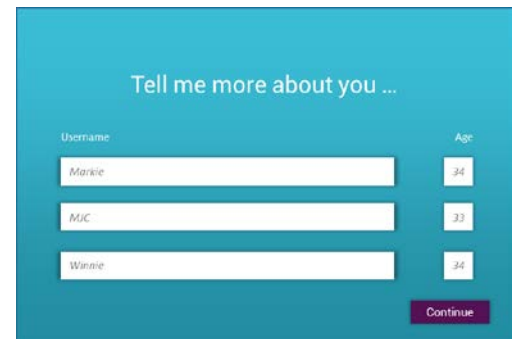 Tell me more about you ...
Username Age
Markie 34
MJC 33
Winnie 34
Continue